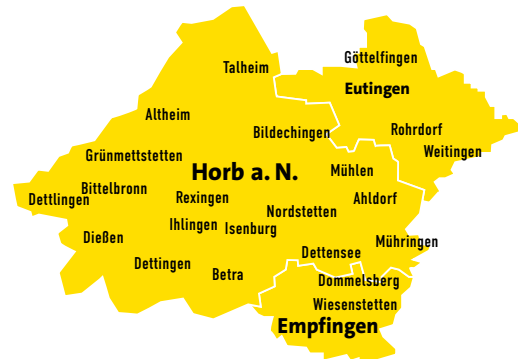 Göttelfingen
Talheim
Eutingen
Altheim
Bildechingen
Rohrdorf
Grünmettstetten
Weitingen
Horb a. N.
Mühlen
Bittelbronn
Dettlingen
Rexingen
Ahldorf
Nordstetten
Ihlingen
Isenburg
Dießen
Mühringen
Dettensee
Dettingen
Betra
Dommelsberg
Wiesenstetten
Empfingen